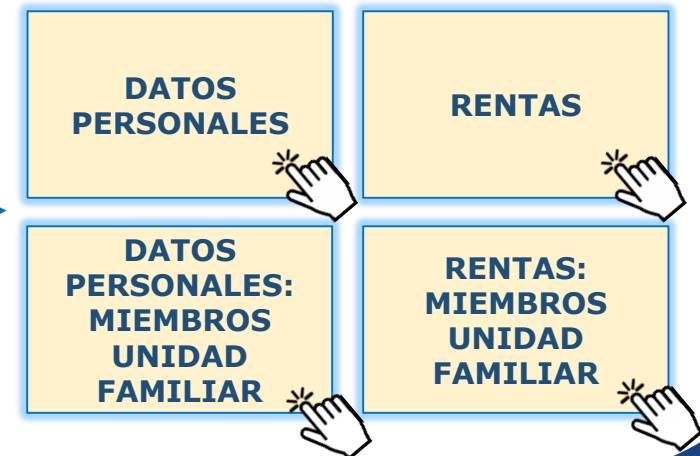 DATOS
PERSONALES
RENTAS
DATOS
PERSONALES:
MIEMBROS
UNIDAD
FAMILIAR
RENTAS:
MIEMBROS
UNIDAD
FAMILIAR